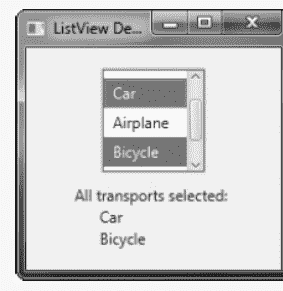 ListView De...
Car
Airplane
Bicycle
All transports selected:
Car
Bicycle